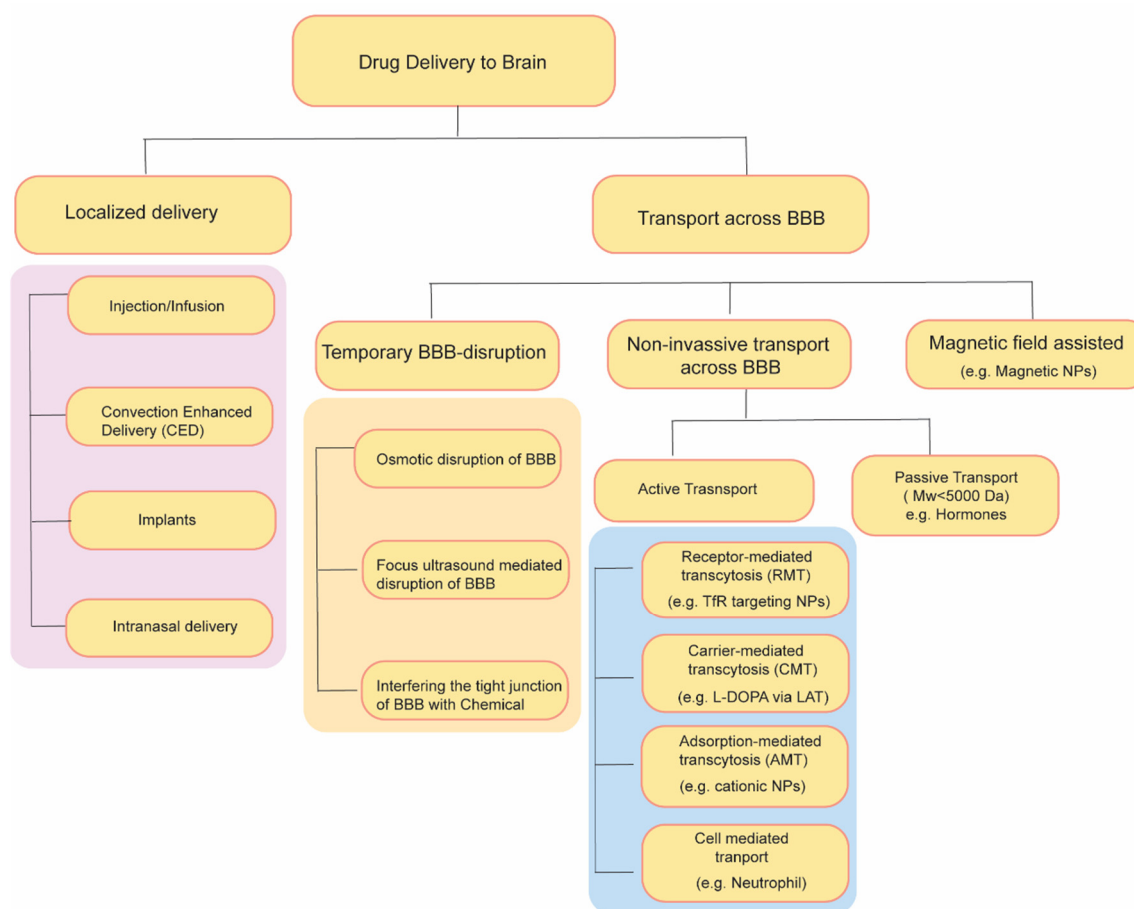 Drug Delivery to Brain
Localized delivery
Transport across BBB
Injection/Infusion
Convection Enhanced
Delivery (CED)
Implants
Intranasal delivery
Temporary BBB-disruption
Osmotic disruption of BBB
Focus ultrasound mediated
disruption of BBB
Interfering the tight junction
of BBB with Chemical
Non-invassive transport
across BBB
Active Trasnsport
Receptor-mediated
transcytosis (RMT)
(e.g. TfR targeting NPs)
Carrier-mediated
transcytosis (CMT)
(e.g. L-DOPA via LAT)
Adsorption-mediated
transcytosis (AMT)
(e.g. cationic NPs)
Cell mediated
tranport
(e.g. Neutrophil)
Passive Transport
( Mw<5000 Da)
e.g. Hormones
Magnetic field assisted
(e.g. Magnetic NPs)